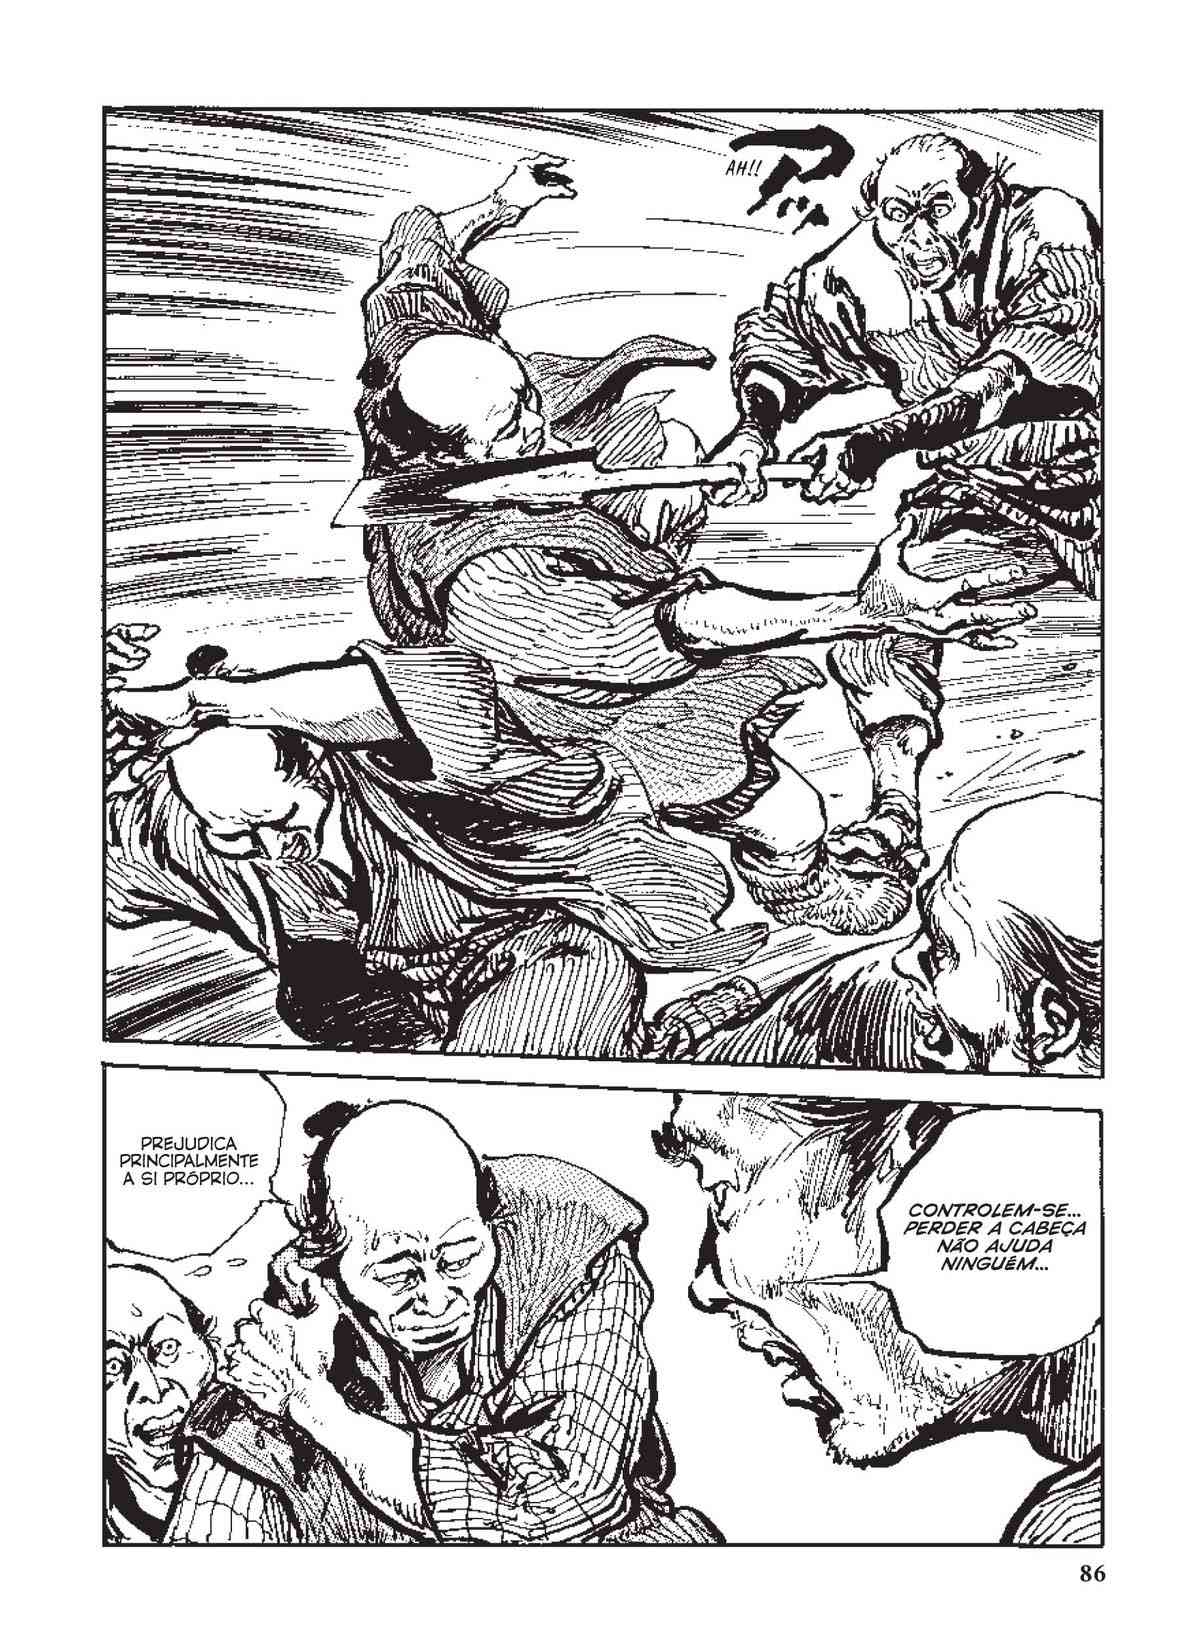 AH!!
アッ
PREJUDICA
PRINCIPALMENTE
A SI PRÓPRIO...
CONTROLEM-SE...
PERDER A CABEÇA
NÃO AJUDA
NINGUÉM...
86